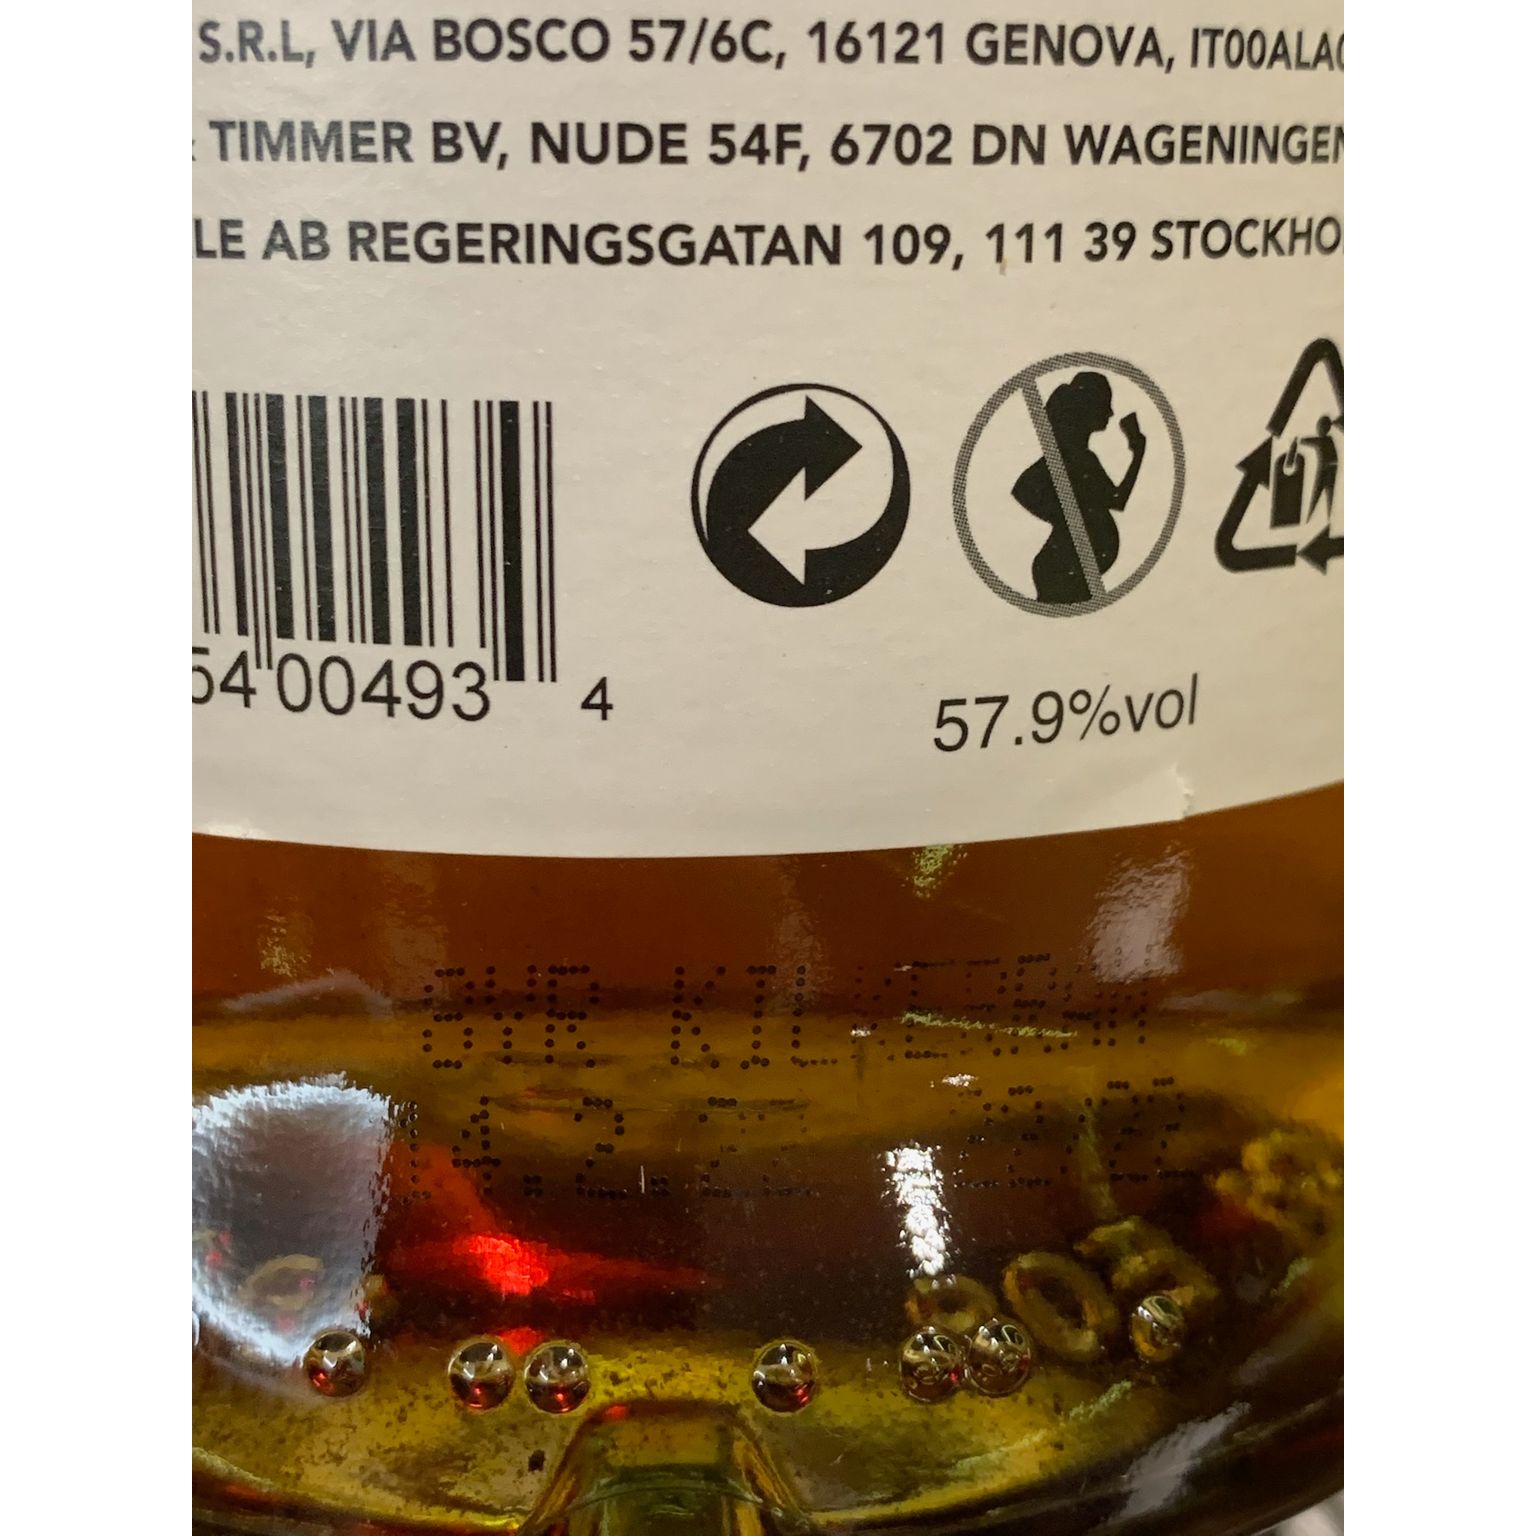 S.R.L, VIA BOSCO 57/6C, 16121 GENOVA, IT00ALA
TIMMER BV, NUDE 54F, 6702 DN WAGENINGEN
LE AB REGERINGSGATAN 109, 111 39 STOCKHO
54 00493 4
57.9%vol
KILKERRAN